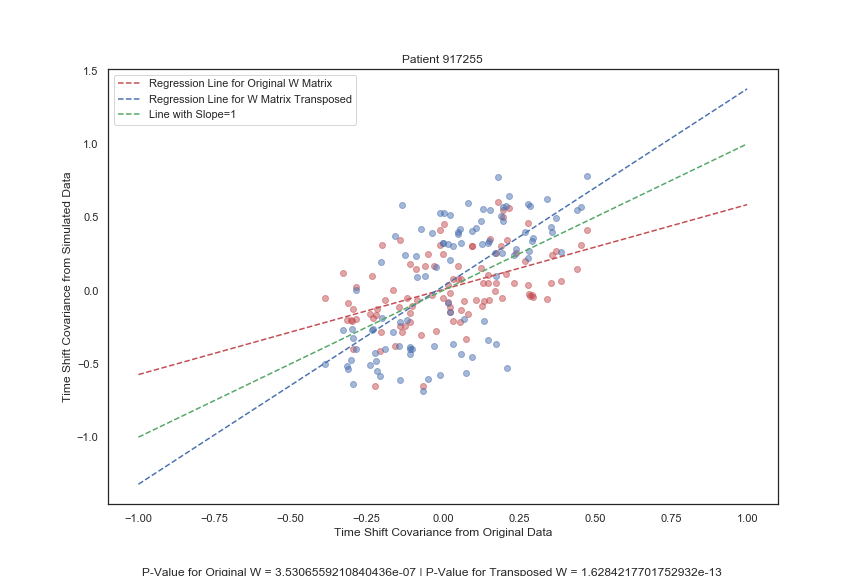 Patient 917255
Regression Line for Original W Matrix
Regression Line for W Matrix Transposed
Line with Slope=1
Time Shift Covariance from Simulated Data
1.5
1.0
0.5
0.0
−0.5
−1.0
−1.00 −0.75 −0.50 −0.25 0.00 0.25 0.50 0.75 1.00
Time Shift Covariance from Original Data
P-Value for Original W = 3.5306559210840436e-07 | P-Value for Transposed W = 1.6284217701752932e-13